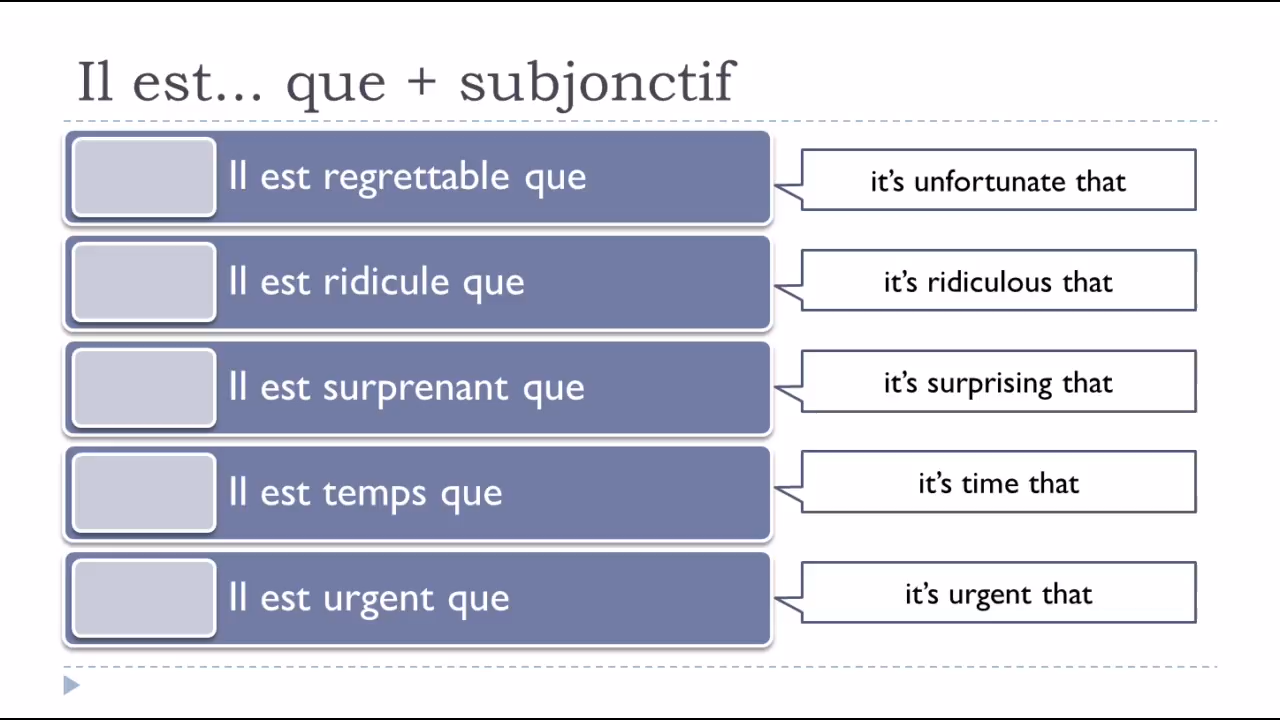 Il est… que + subjonctif
Il est regrettable que
it’s unfortunate that
Il est ridicule que
it’s ridiculous that
Il est surprenant que
it’s surprising that
Il est temps que
it’s time that
Il est urgent que
it’s urgent that